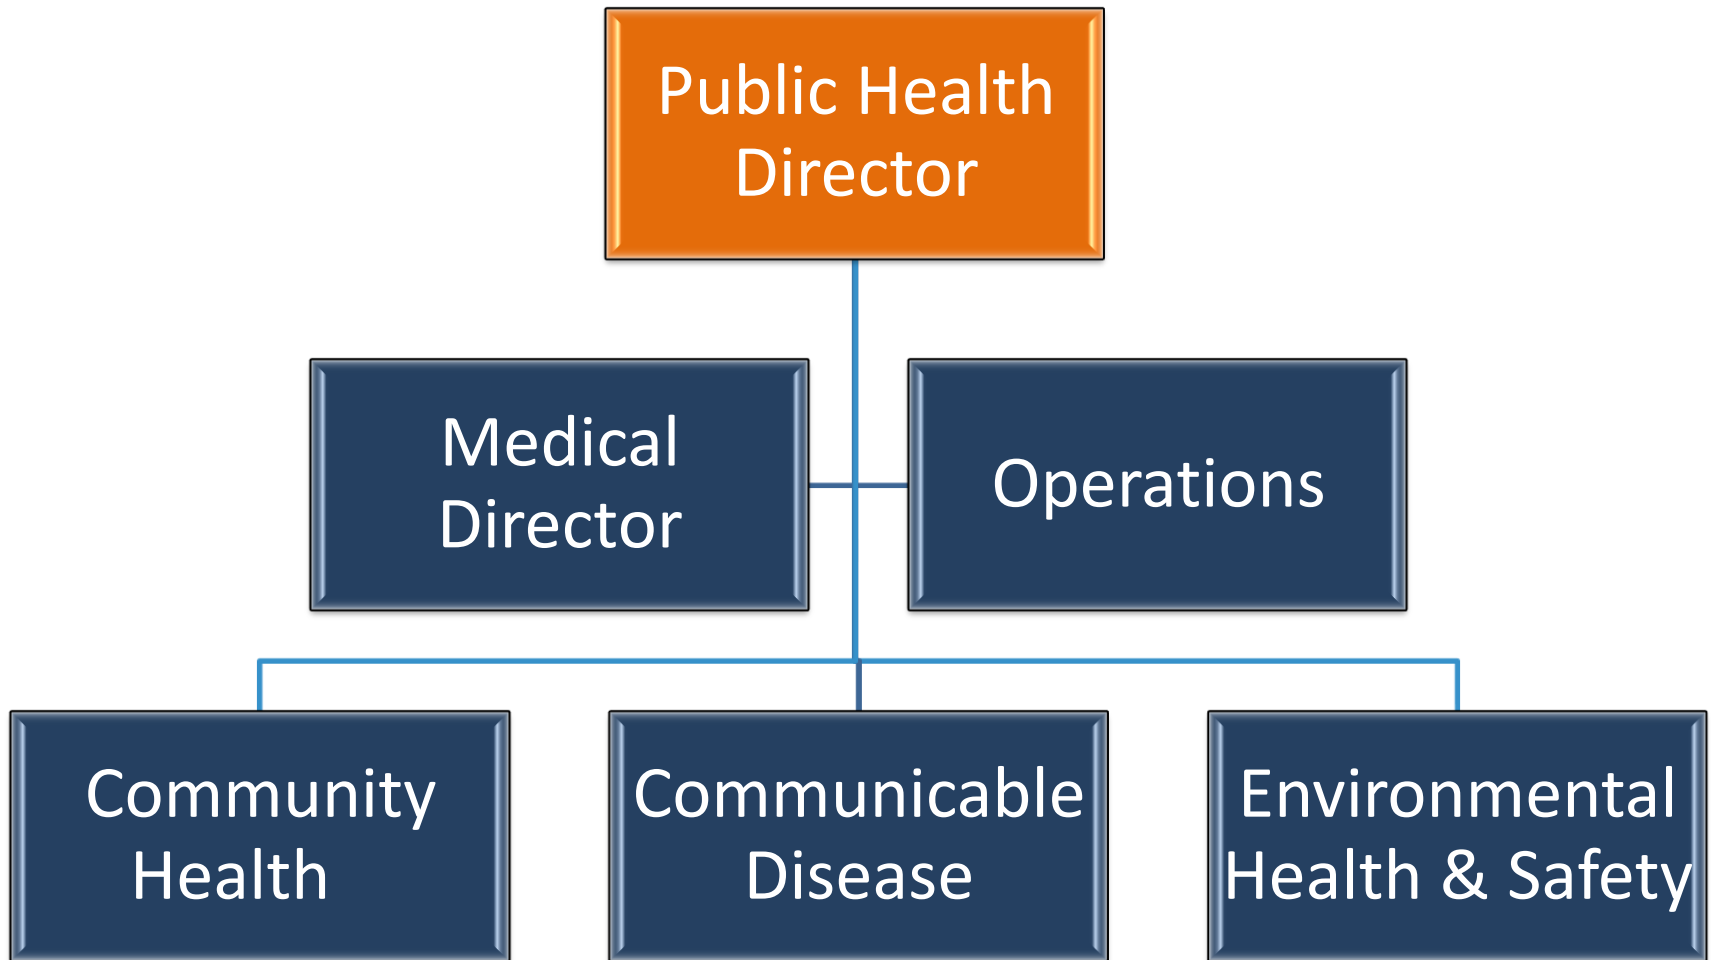 Public Health
Director
Medical
Director
Operations
Community
Health
Communicable
Disease
Environmental
Health & Safety